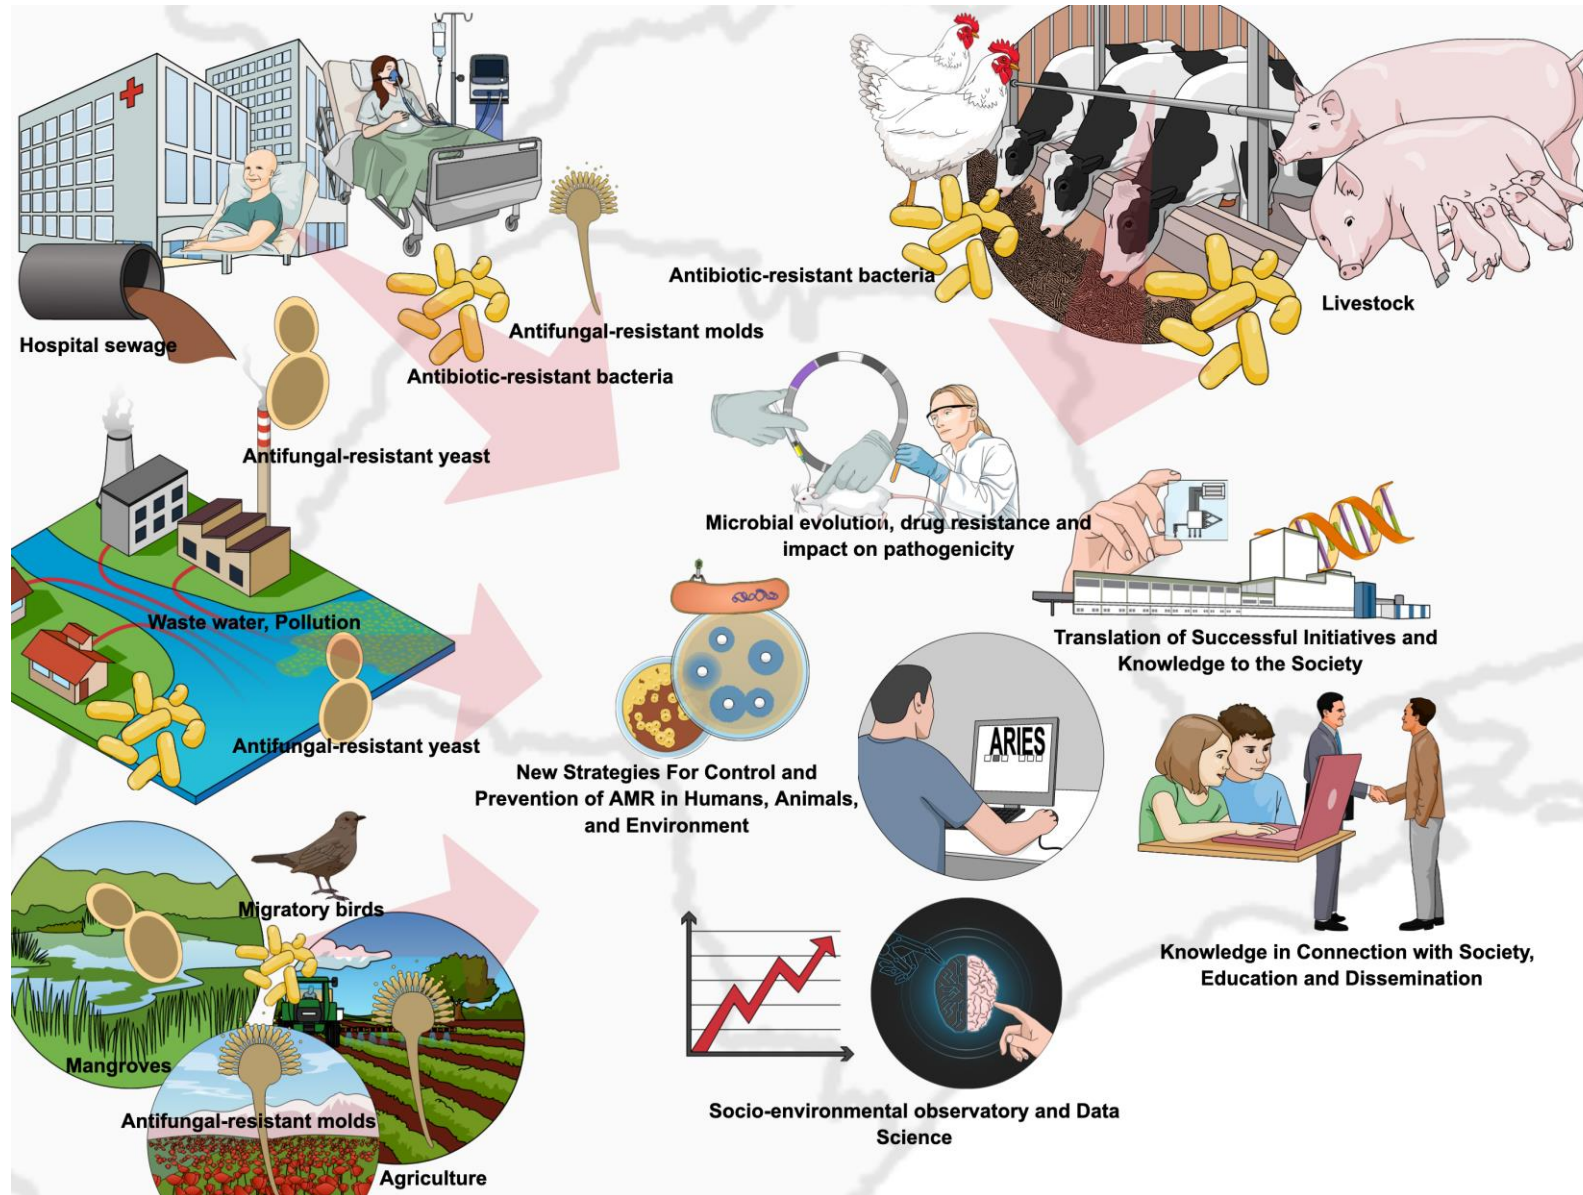 Antibiotic-resistant bacteria
Livestock
Hospital sewage
Antifungal-resistant molds
Antibiotic-resistant bacteria
Antifungal-resistant yeast
Microbial evolution, drug resistance and
impact on pathogenicity
Waste water, Pollution
Translation of Successful Initiatives and
Knowledge to the Society
Antifungal-resistant yeast
ARIES
New Strategies For Control and
Prevention of AMR in Humans, Animals,
and Environment
Migratory birds
Knowledge in Connection with Society,
Education and Dissemination
Mangroves
Antifungal-resistant molds
Agriculture
Socio-environmental observatory and Data
Science